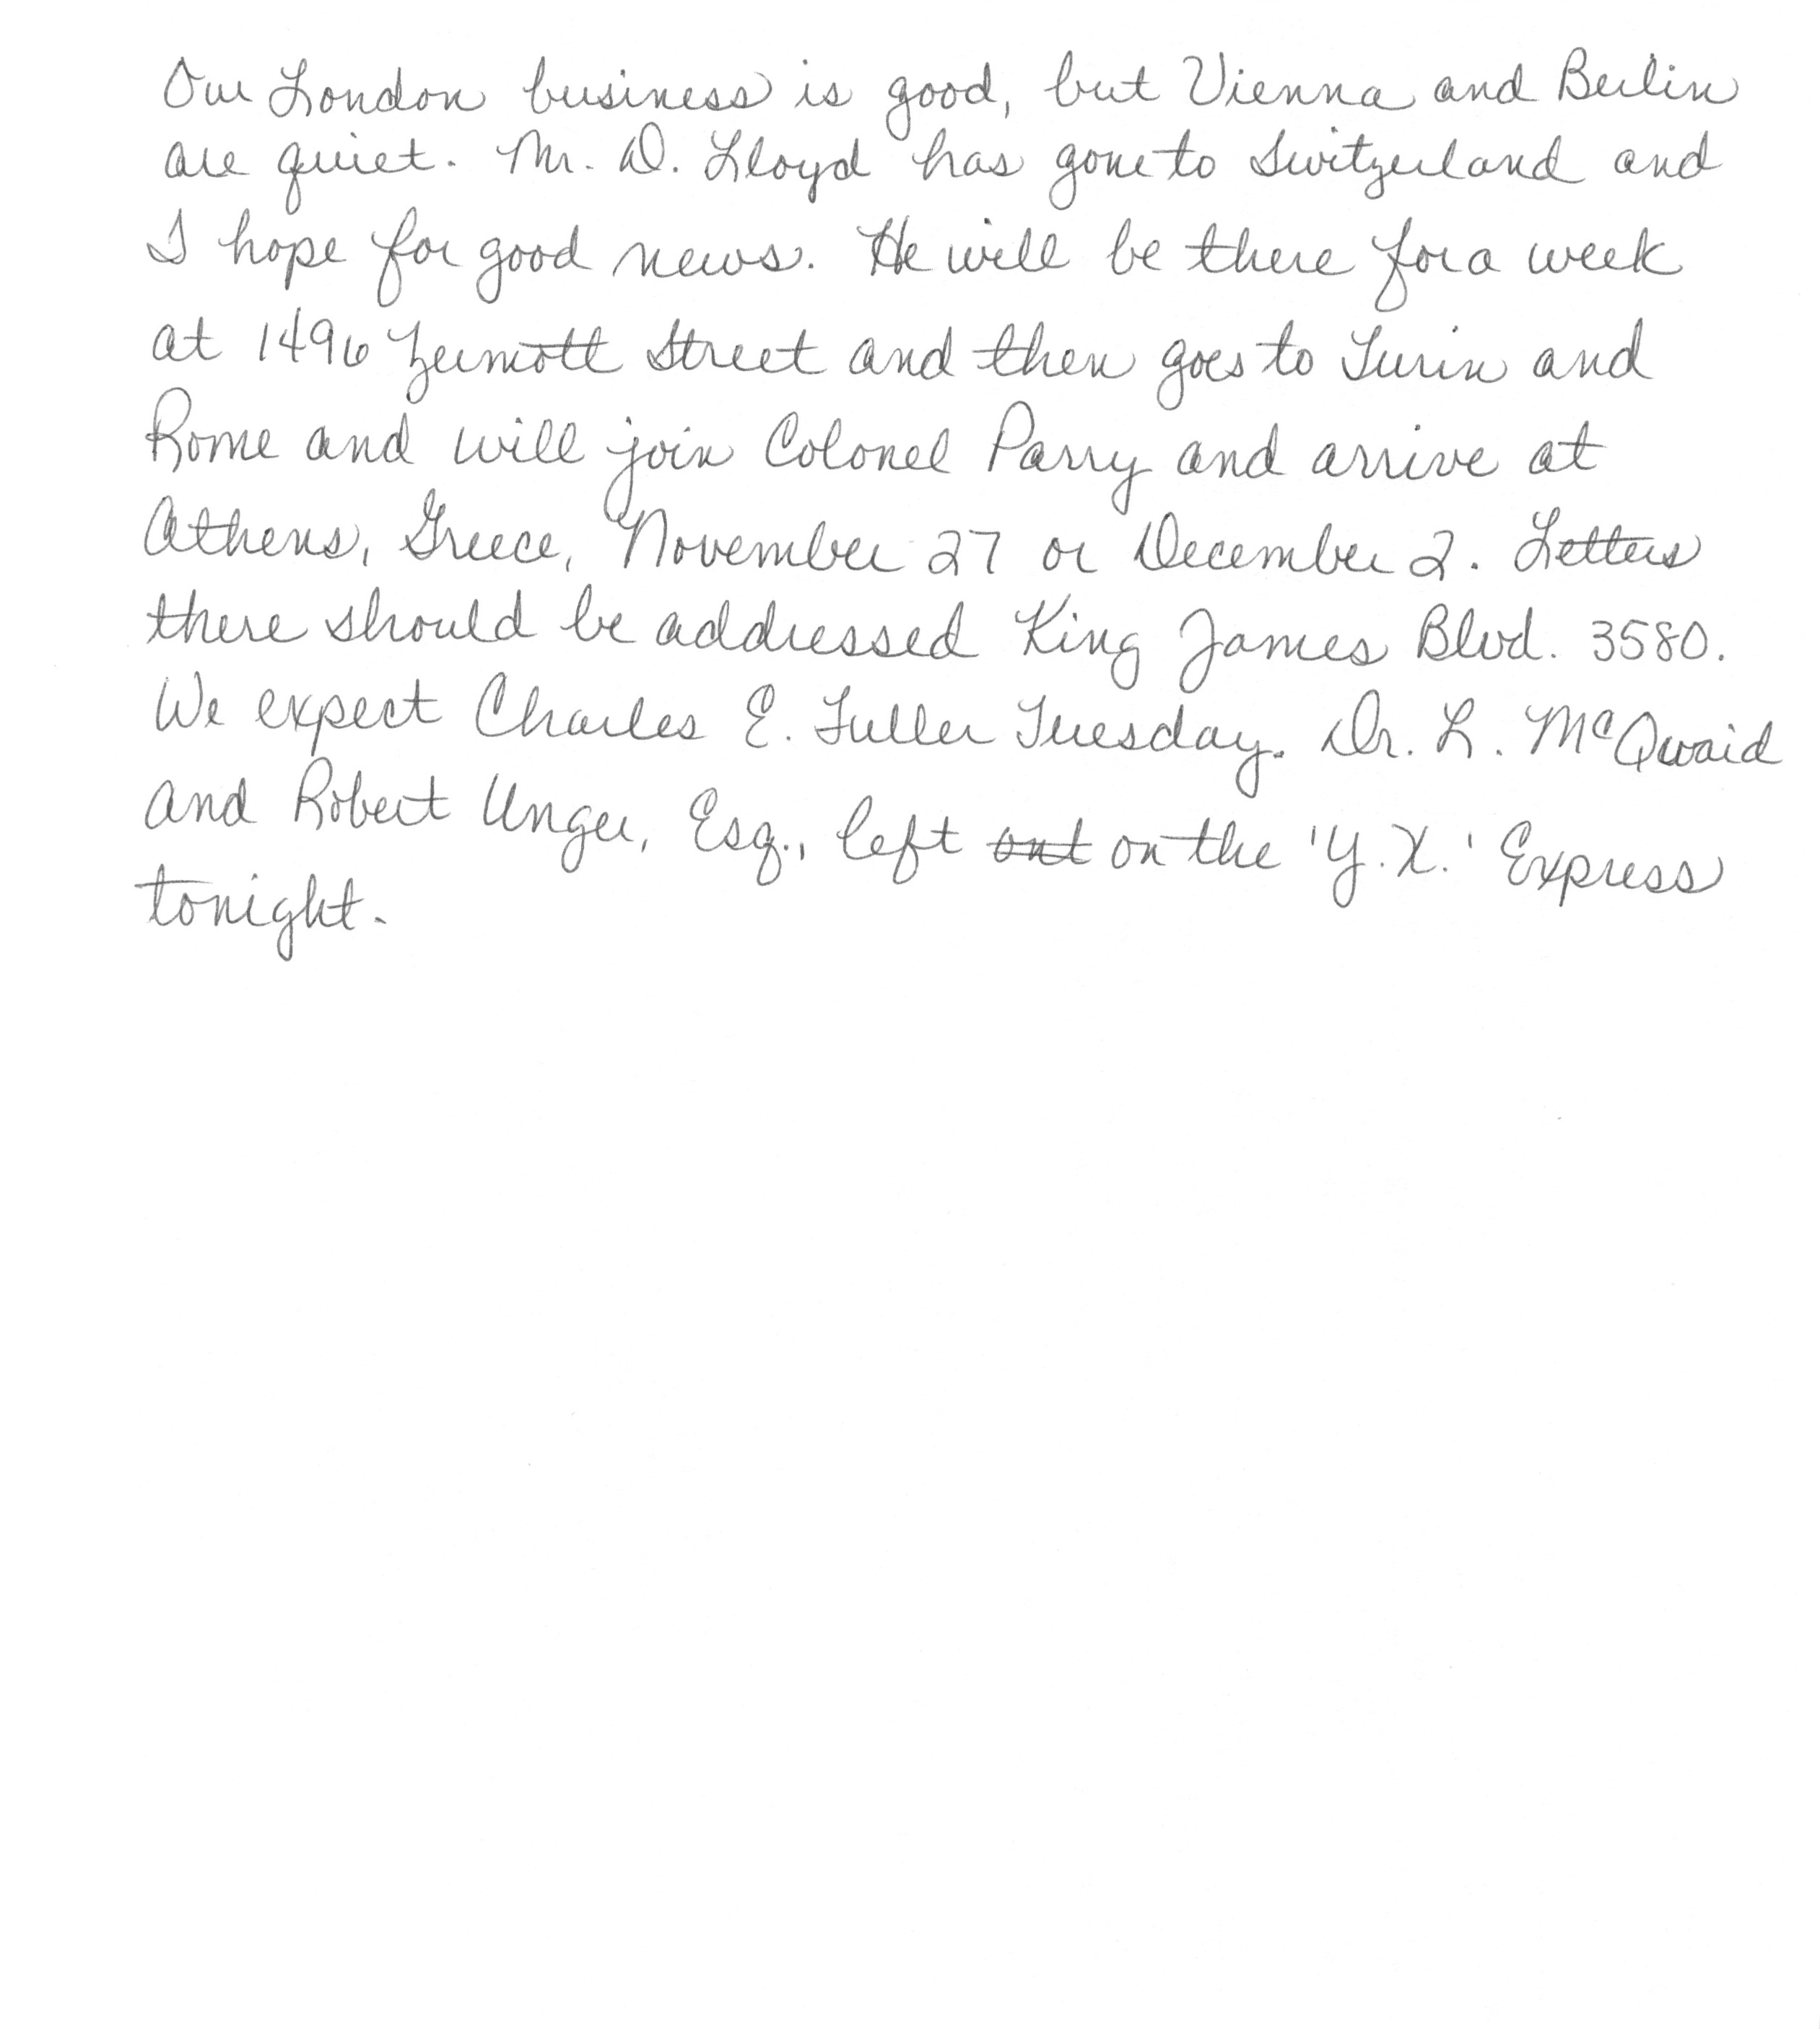 Our London business is good, but Vienna and Berlin
are quiet. Mr. D. Lloyd has gone to Switzerland and
I hope for good news. He will be there for a week
at 1496 Zermott Street and then goes to Turin and
Rome and will join Colonel Parry and arrive at
Athens, Greece, November 27 or December 2. Letters
there should be addressed King James Blvd. 3580.
We expect Charles E. Fuller Tuesday. Dr. L. McQuaid
and Robert Unger, Esq., left on the 'Y.X.' Express
tonight.